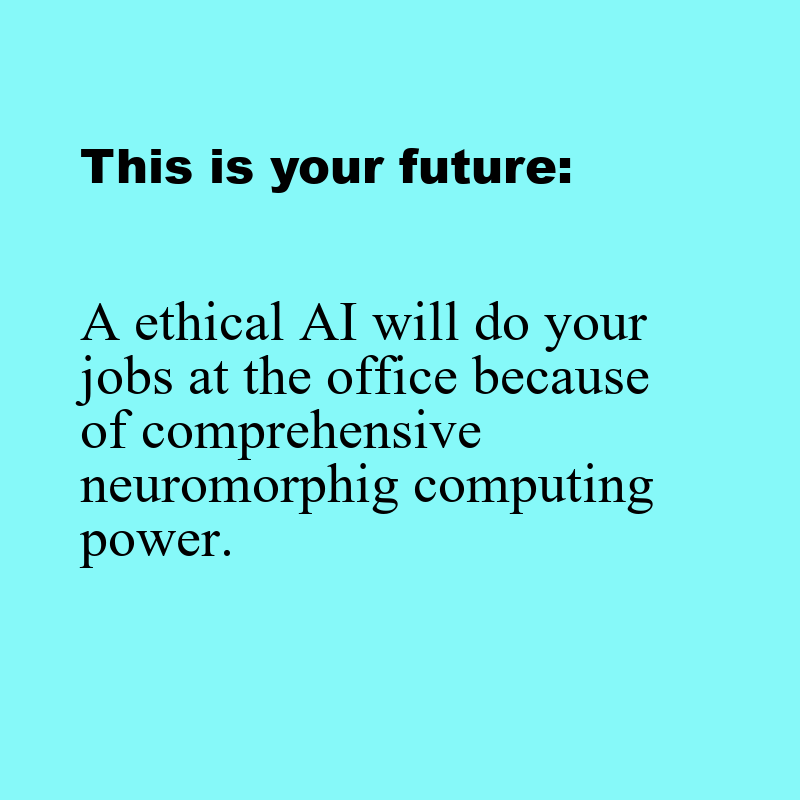 This is your future:
A ethical AI will do your
jobs at the office because
of comprehensive
neuromorphig computing
power.